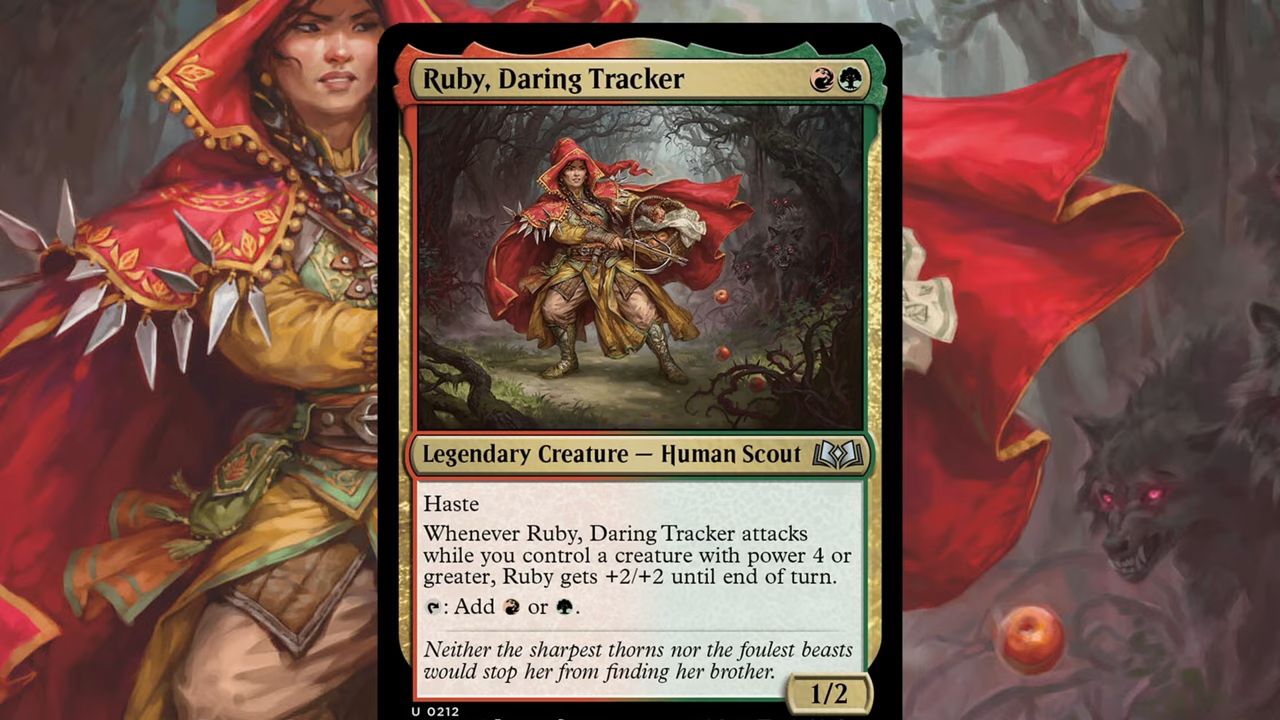 Ruby, Daring Tracker
Legendary Creature — Human Scout
Haste
Whenever Ruby, Daring Tracker attacks
while you control a creature with power 4 or
greater, Ruby gets +2/+2 until end of turn.
: Add or .
Neither the sharpest thorns nor the foulest beasts
would stop her from finding her brother.
1/2
U 0212